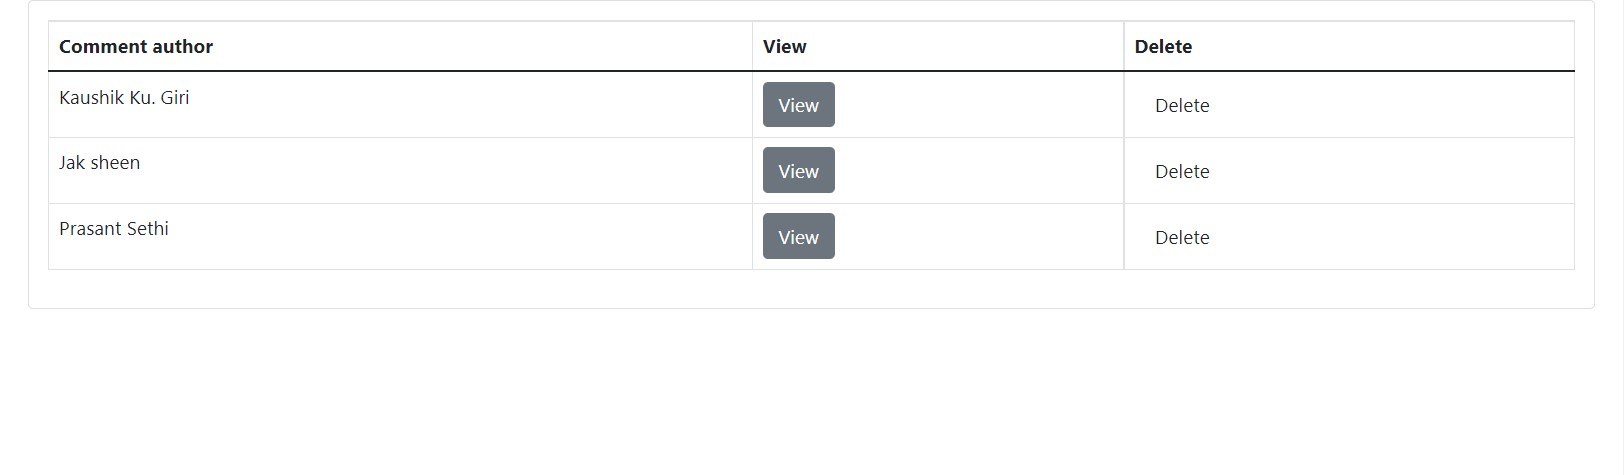 Comment author View Delete
Kaushik Ku. Giri View Delete
Jak sheen View Delete
Prasant Sethi View Delete